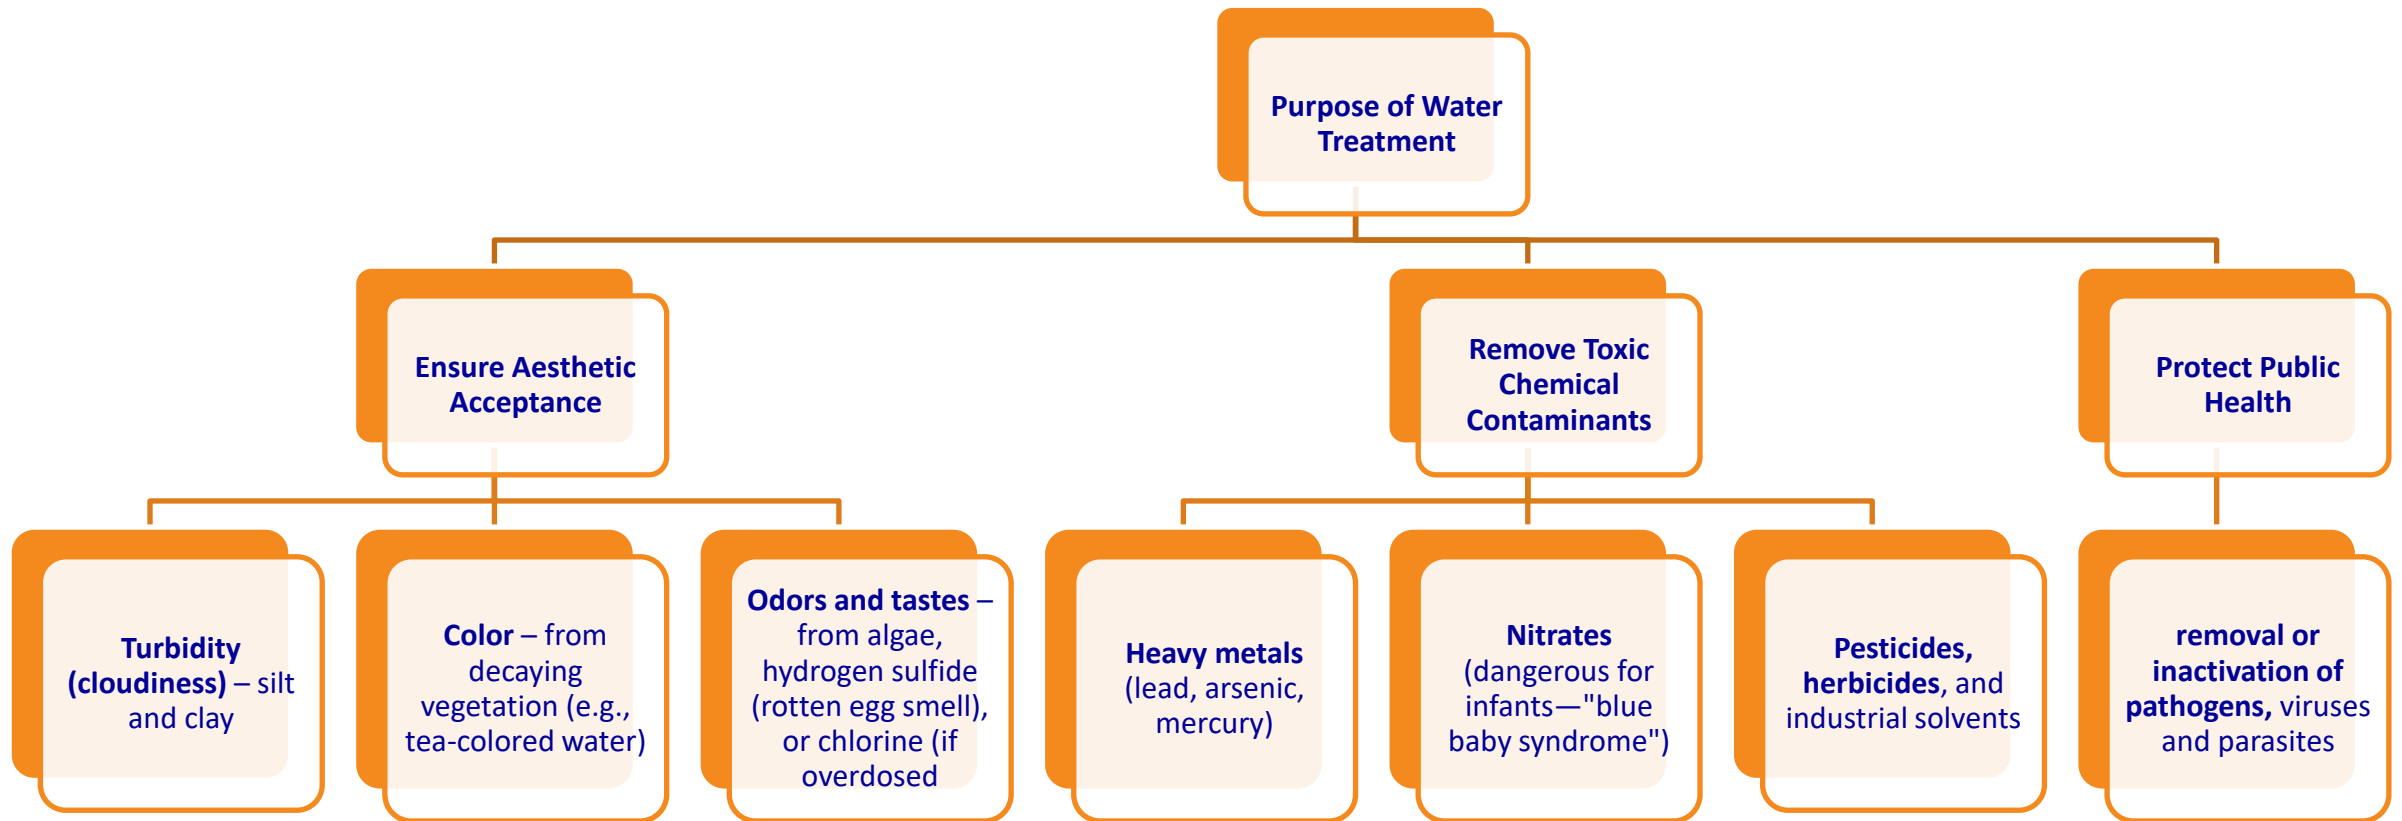 Purpose of Water
Treatment
Ensure Aesthetic
Acceptance
Remove Toxic
Chemical
Contaminants
Protect Public
Health
Turbidity
(cloudiness) – silt
and clay
Color – from
decaying
vegetation (e.g.,
tea-colored water)
Odors and tastes –
from algae,
hydrogen sulfide
(rotten egg smell),
or chlorine (if
overdosed
Heavy metals
(lead, arsenic,
mercury)
Nitrates
(dangerous for
infants—"blue
baby syndrome")
Pesticides,
herbicides, and
industrial solvents
removal or
inactivation of
pathogens, viruses
and parasites